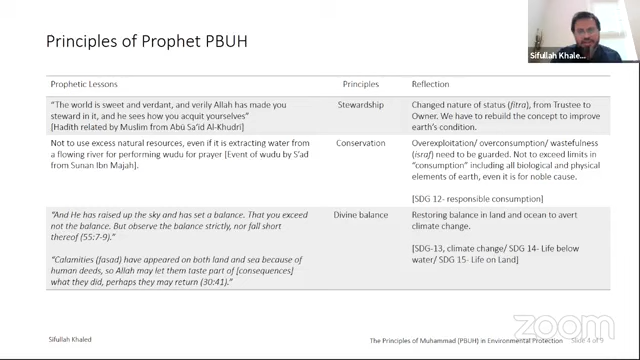 Principles of Prophet PBUH
Sifullah Khale...
Prophetic Lessons
Principles
Reflection
"The world is sweet and verdant, and verily Allah has made you
steward in it, and he sees how you acquit yourselves"
[Hadith related by Muslim from Abū Sa'id Al-Khudri]
Stewardship
Changed nature of status (fitra), from Trustee to
Owner. We have to rebuild the concept to improve
earth's condition.
Not to use excess natural resources, even if it is extracting water from
a flowing river for performing wudu for prayer [Event of wudu by S'ad
from Sunan Ibn Majah].
Conservation
Overexploitation/ overconsumption/ wastefulness
(israf) need to be guarded. Not to exceed limits in
"consumption" including all biological and physical
elements of earth, even it is for noble cause.
[SDG 12- responsible consumption]
"And He has raised up the sky and has set a balance. That you exceed
not the balance. But observe the balance strictly, nor fall short
thereof (55:7-9)."
"Calamities (fasad) have appeared on both land and sea because of
human deeds, so Allah may let them taste part of [consequences]
what they did, perhaps they may return (30:41)."
Divine balance
Restoring balance in land and ocean to avert
climate change.
[SDG-13, climate change/ SDG 14- Life below
water/ SDG 15- Life on Land]
zoom
Sifullah Khaled
The Principles of Muhammad (PBUH) in Environmental Protection
Slide 4 of 9